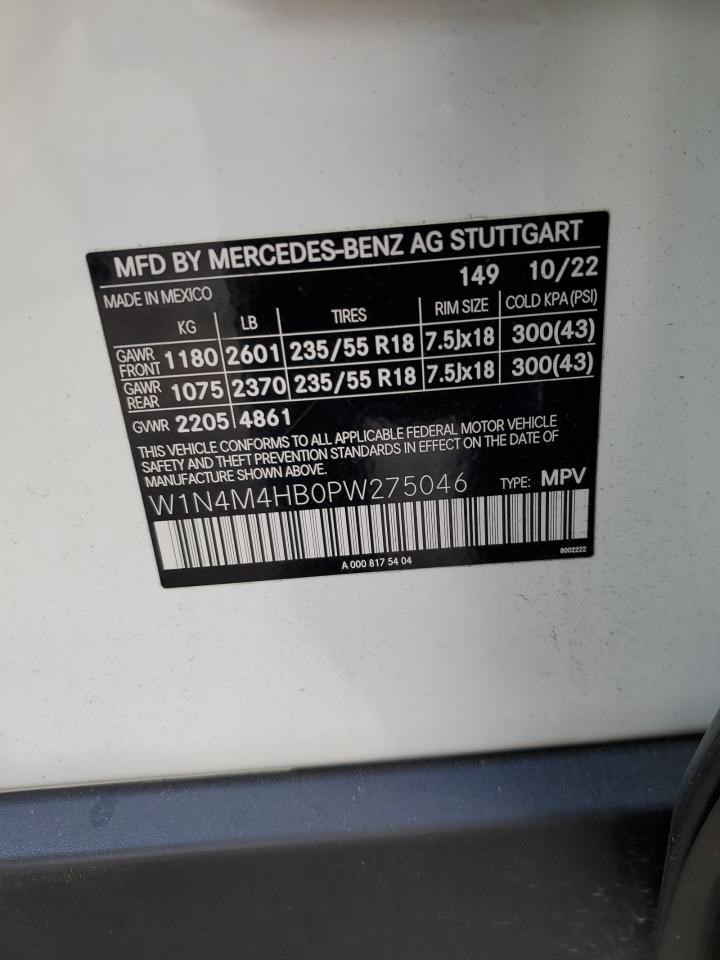 MFD BY MERCEDES-BENZ AG STUTTGART
149 10/22
MADE IN MEXICO
KG LB TIRES RIM SIZE COLD KPA (PSI)
GAWR FRONT 1180 2601 235/55 R18 7.5Jx18 300(43)
GAWR REAR 1075 2370 235/55 R18 7.5Jx18 300(43)
GVWR 2205 4861
THIS VEHICLE CONFORMS TO ALL APPLICABLE FEDERAL MOTOR VEHICLE
SAFETY AND THEFT PREVENTION STANDARDS IN EFFECT ON THE DATE OF
MANUFACTURE SHOWN ABOVE.
W1N4M4HB0PW275046 TYPE: MPV
A 000 817 54 04 8002222